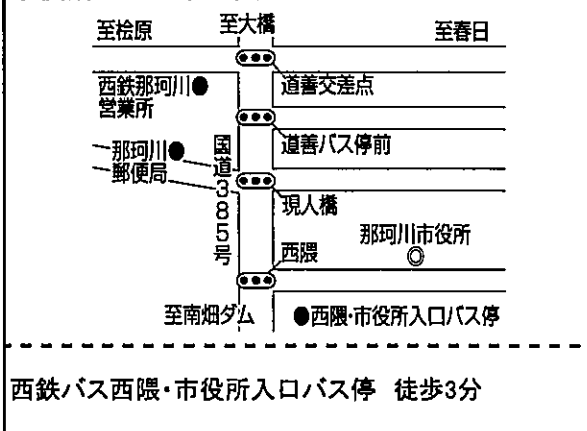 至桧原
至大橋
至春日
西鉄那珂川●
営業所
道善交差点
那珂川●
郵便局
国道385号
道善バス停前
現人橋
那珂川市役所
◎
西隈
至南畑ダム
●西隈・市役所入口バス停
西鉄バス西隈・市役所入口バス停 徒歩3分